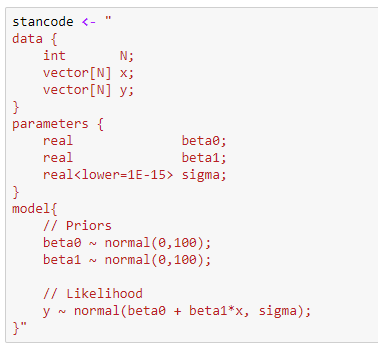 stancode <- "
data {
    int       N;
    vector[N] x;
    vector[N] y;
}
parameters {
    real             beta0;
    real             beta1;
    real<lower=1E-15> sigma;
}
model{
    // Priors
    beta0 ~ normal(0,100);
    beta1 ~ normal(0,100);

    // Likelihood
    y ~ normal(beta0 + beta1*x, sigma);
}"